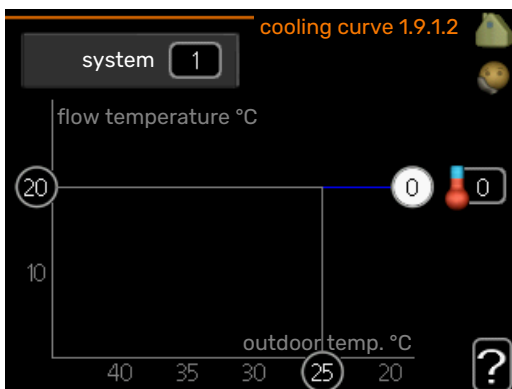 cooling curve 1.9.1.2
system 1
flow temperature °C
20 0 0
10
outdoor temp. °C
40 35 30 25 20
?